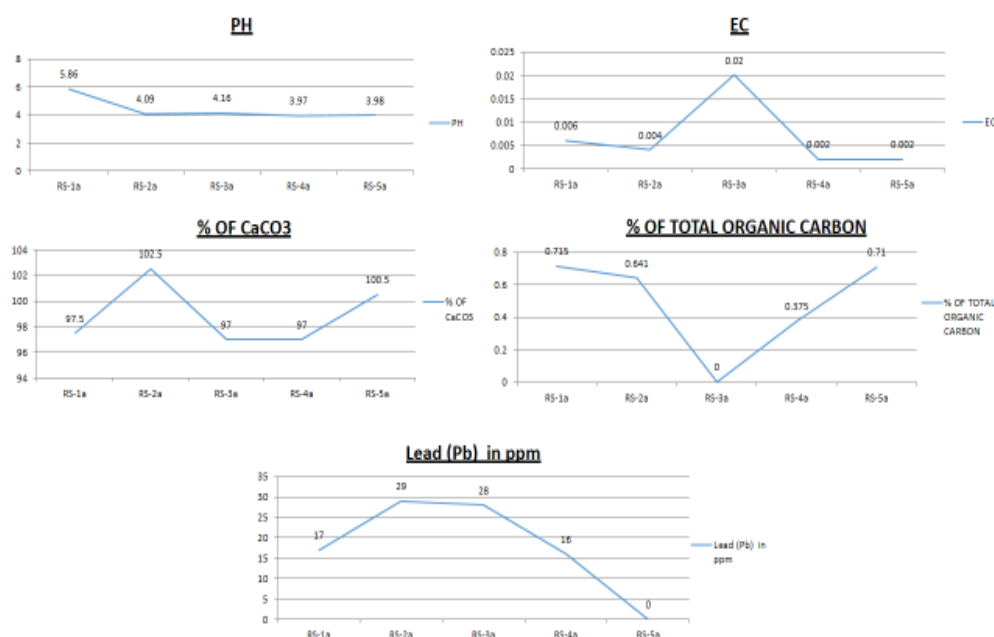 PH
8
6
4
2
0
5.86
4.09
4.16
3.97
3.98
RS-1a
RS-2a
RS-3a
RS-4a
RS-5a
PH
EC
0.025
0.02
0.015
0.01
0.005
0
0.006
0.004
0.02
0.002
0.002
RS-1a
RS-2a
RS-3a
RS-4a
RS-5a
EC
% OF CaCO3
104
102
100
98
96
94
97.5
102.5
97
97
100.5
RS-1a
RS-2a
RS-3a
RS-4a
RS-5a
% OF
CaCO3
% OF TOTAL ORGANIC CARBON
0.8
0.6
0.4
0.2
0
0.715
0.641
0
0.375
0.71
RS-1a
RS-2a
RS-3a
RS-4a
RS-5a
% OF TOTAL
ORGANIC
CARBON
Lead (Pb) in ppm
35
30
25
20
15
10
5
0
17
29
28
16
0
RS-1a
RS-2a
RS-3a
RS-4a
RS-5a
Lead (Pb) in
ppm